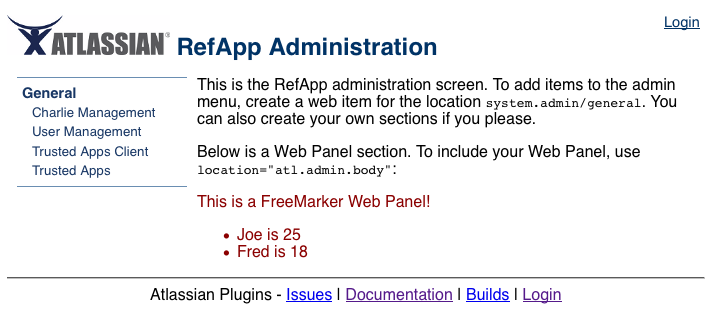 Login
ATLASSIAN RefApp Administration
General
Charlie Management
User Management
Trusted Apps Client
Trusted Apps
This is the RefApp administration screen. To add items to the admin
menu, create a web item for the location system.admin/general. You
can also create your own sections if you please.
Below is a Web Panel section. To include your Web Panel, use
location="atl.admin.body":
This is a FreeMarker Web Panel!
• Joe is 25
• Fred is 18
Atlassian Plugins - Issues | Documentation | Builds | Login